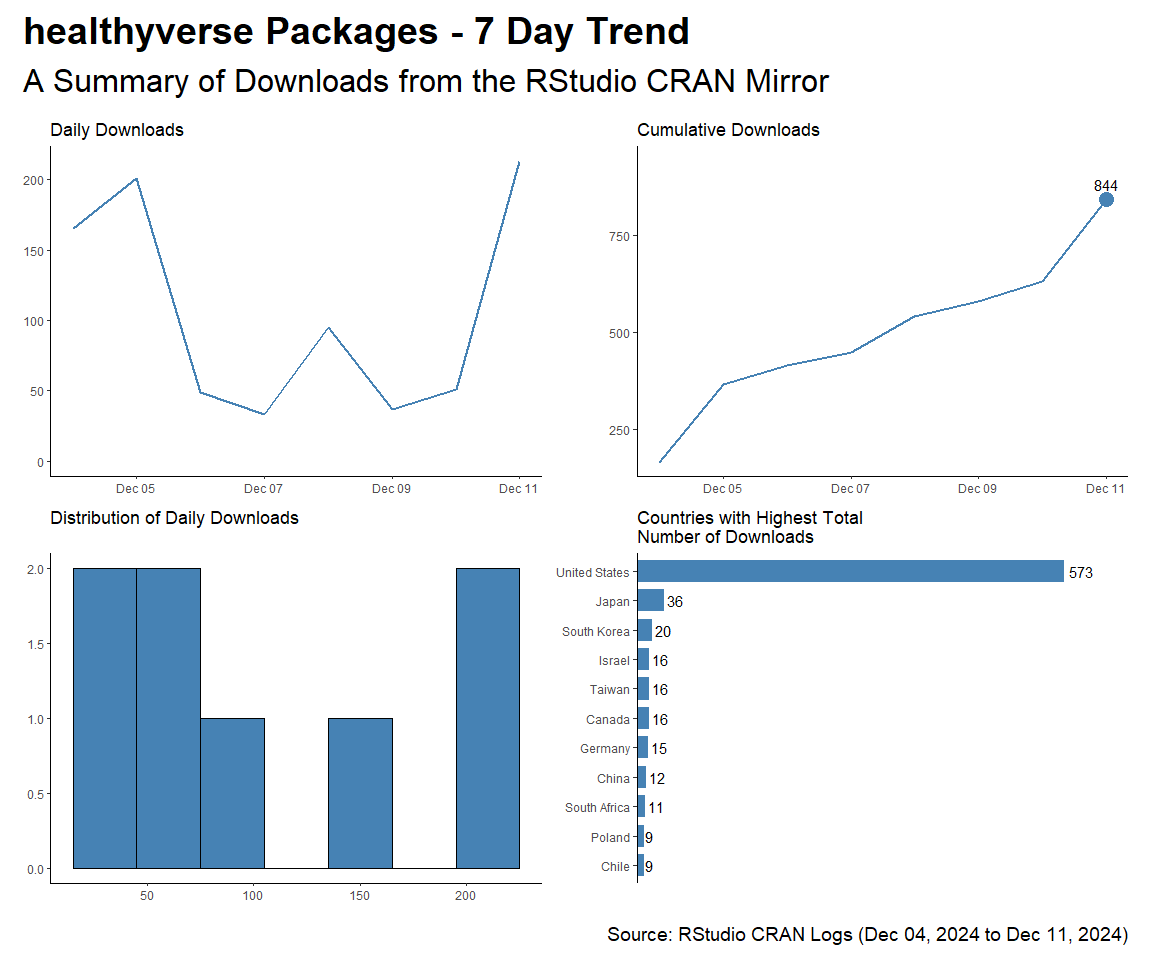 healthyverse Packages - 7 Day Trend
A Summary of Downloads from the RStudio CRAN Mirror
Daily Downloads
200
150
100
50
0
Dec 05 Dec 07 Dec 09 Dec 11
Cumulative Downloads
844
750
500
250
Dec 05 Dec 07 Dec 09 Dec 11
Distribution of Daily Downloads
2.0
1.5
1.0
0.5
0.0
50 100 150 200
Countries with Highest Total
Number of Downloads
United States 573
Japan 36
South Korea 20
Israel 16
Taiwan 16
Canada 16
Germany 15
China 12
South Africa 11
Poland 9
Chile 9
Source: RStudio CRAN Logs (Dec 04, 2024 to Dec 11, 2024)